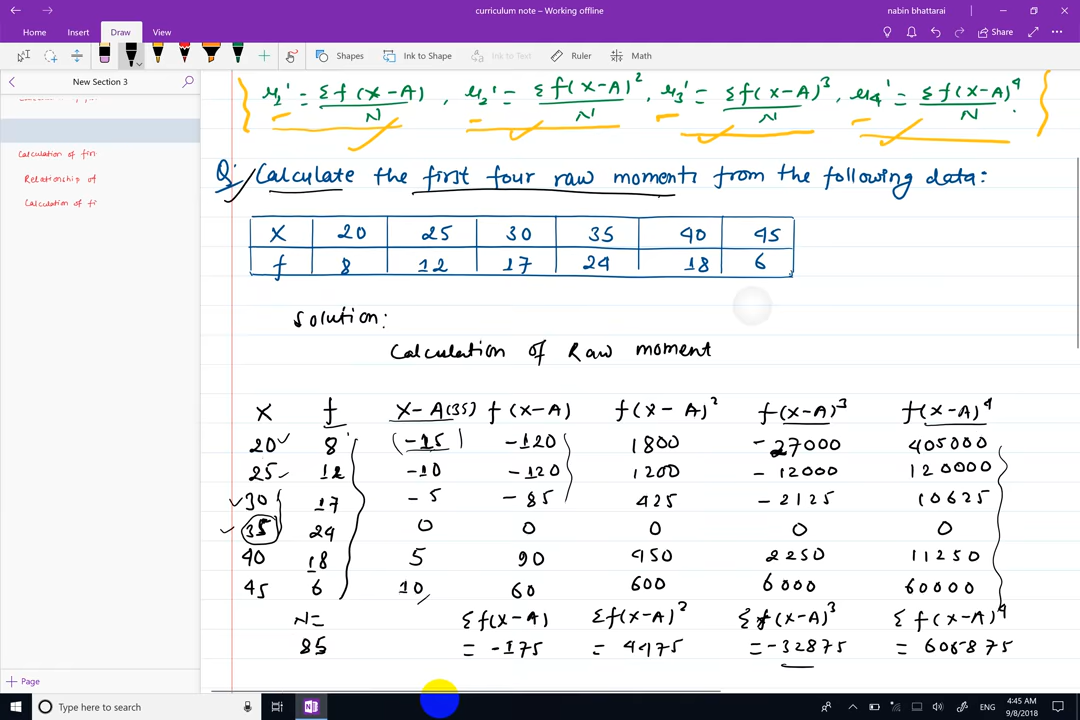 curriculum note – Working offline
nabin bhattarai
Home Insert Draw View
Share
Shapes Ink to Shape Ink to Text Ruler Math
New Section 3
Calculation of fin
Relationship of
Calculation of fi
μ1' = Σf(X-A)/N , μ2' = Σf(X-A)²/N , μ3' = Σf(X-A)³/N , μ4' = Σf(X-A)⁴/N
Q: Calculate the first four raw moments from the following data:
X 20 25 30 35 40 45
f 8 12 17 24 18 6
Solution:
Calculation of Raw moment
X f X-A(35) f(X-A) f(X-A)² f(X-A)³ f(X-A)⁴
20 8 (-15) -120 1800 -27000 405000
25 12 -10 -120 1200 -12000 120000
30 17 -5 -85 425 -2125 10625
35 24 0 0 0 0 0
40 18 5 90 450 2250 11250
45 6 10 60 600 6000 60000
N= Σf(X-A) Σf(X-A)² Σf(X-A)³ Σf(X-A)⁴
85 = -175 = 4475 = -32875 = 606875
Page
Type here to search
ENG
4:45 AM
9/8/2018